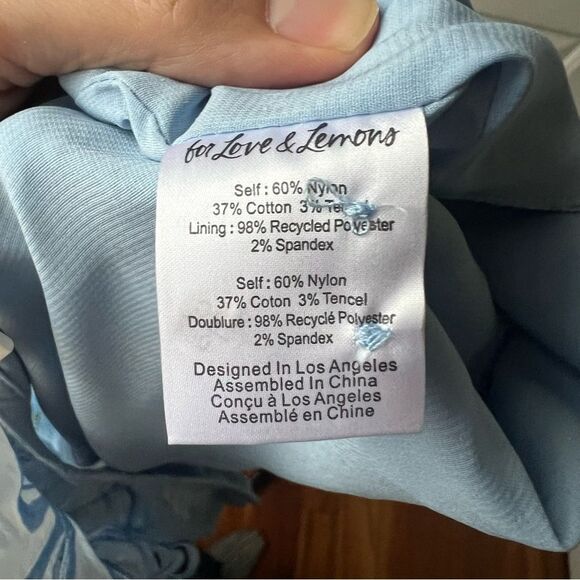 for Love & Lemons
Self : 60% Nylon
37% Cotton 3% Tencel
Lining : 98% Recycled Polyester
2% Spandex
Self : 60% Nylon
37% Coton 3% Tencel
Doublure : 98% Recyclé Polyester
2% Spandex
Designed In Los Angeles
Assembled In China
Conçu à Los Angeles
Assemblé en Chine